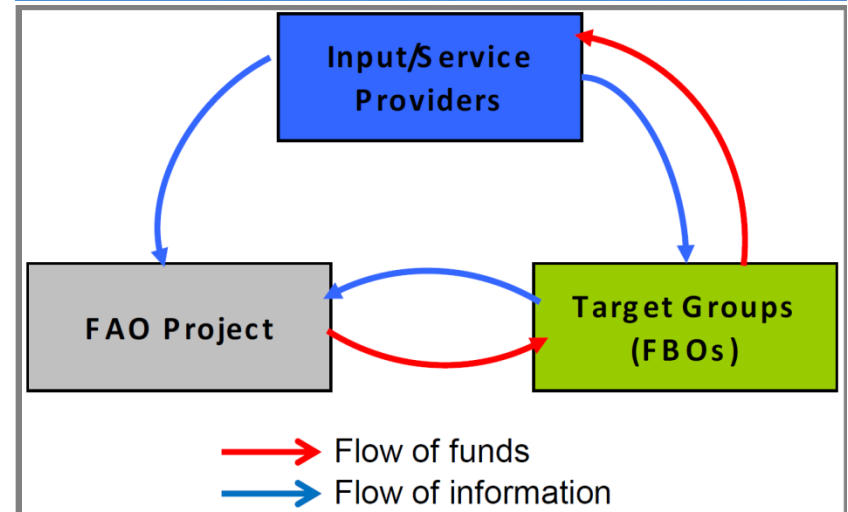 Input/Service
Providers
FAO Project
Target Groups
(FBOs)
Flow of funds
Flow of information